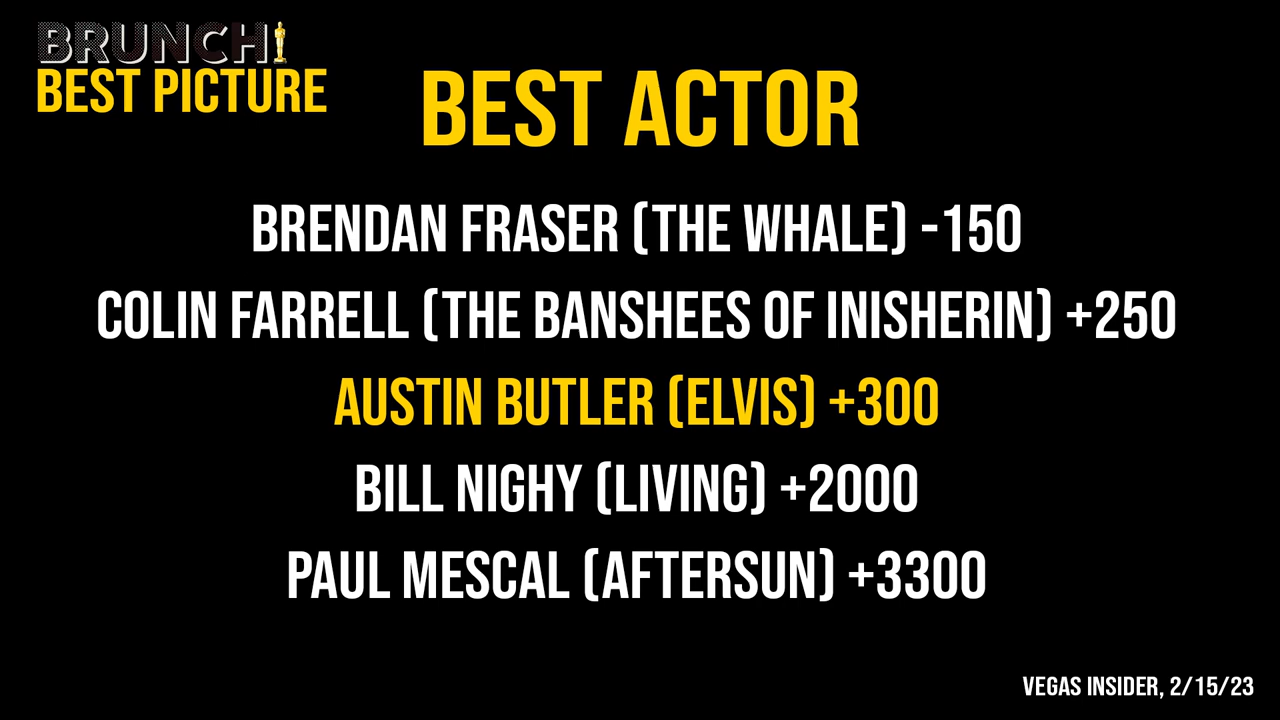 BRUNCH
BEST PICTURE
BEST ACTOR
BRENDAN FRASER (THE WHALE) -150
COLIN FARRELL (THE BANSHEES OF INISHERIN) +250
AUSTIN BUTLER (ELVIS) +300
BILL NIGHY (LIVING) +2000
PAUL MESCAL (AFTERSUN) +3300
VEGAS INSIDER, 2/15/23